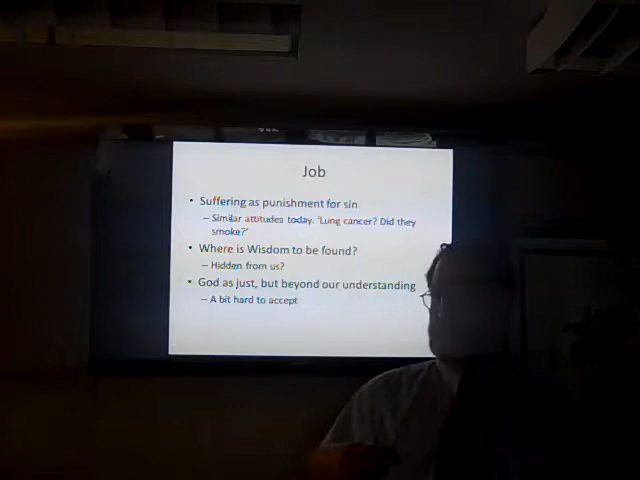 Job
• Suffering as punishment for sin
– Similar attitudes today. 'Lung cancer? Did they
smoke?'
• Where is Wisdom to be found?
– Hidden from us?
• God as just, but beyond our understanding
– A bit hard to accept